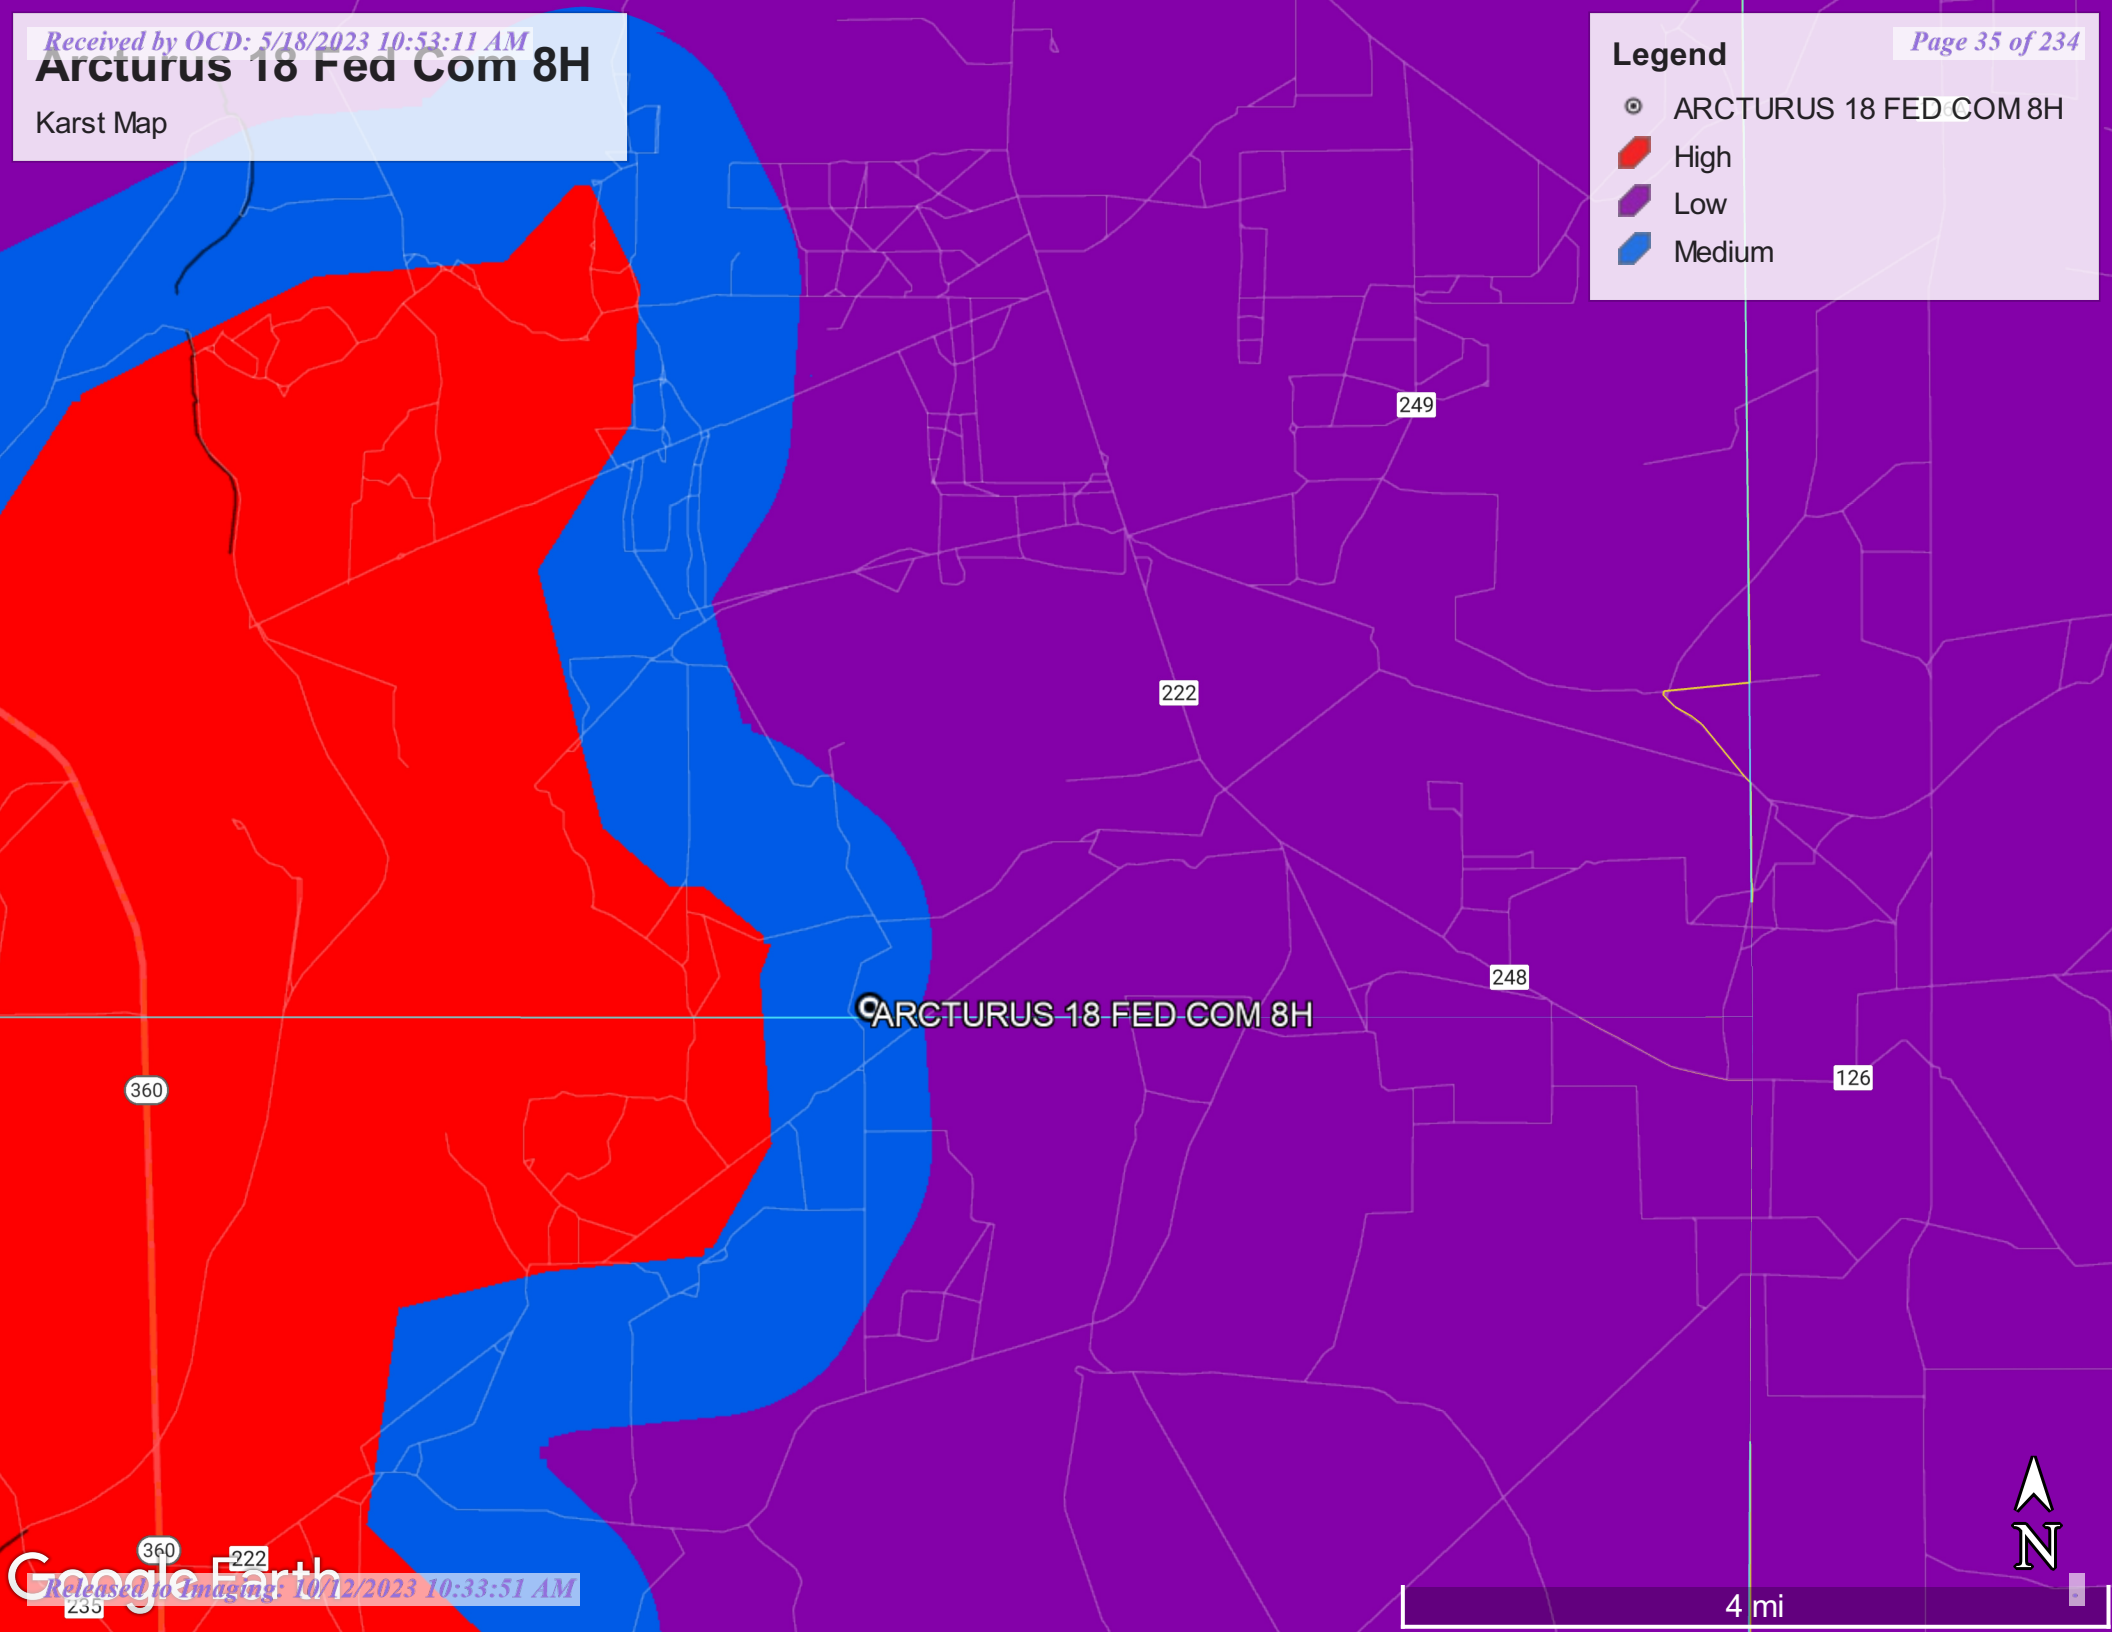 Received by OCD: 5/18/2023 10:53:11 AM
Arcturus 18 Fed Com 8H
Karst Map
Page 35 of 234
Legend
ARCTURUS 18 FED COM 8H
High
Low
Medium
249
222
248
ARCTURUS 18 FED COM 8H
126
360
360
222
Google Earth
Released to Imaging: 10/12/2023 10:33:51 AM
235
N
4 mi